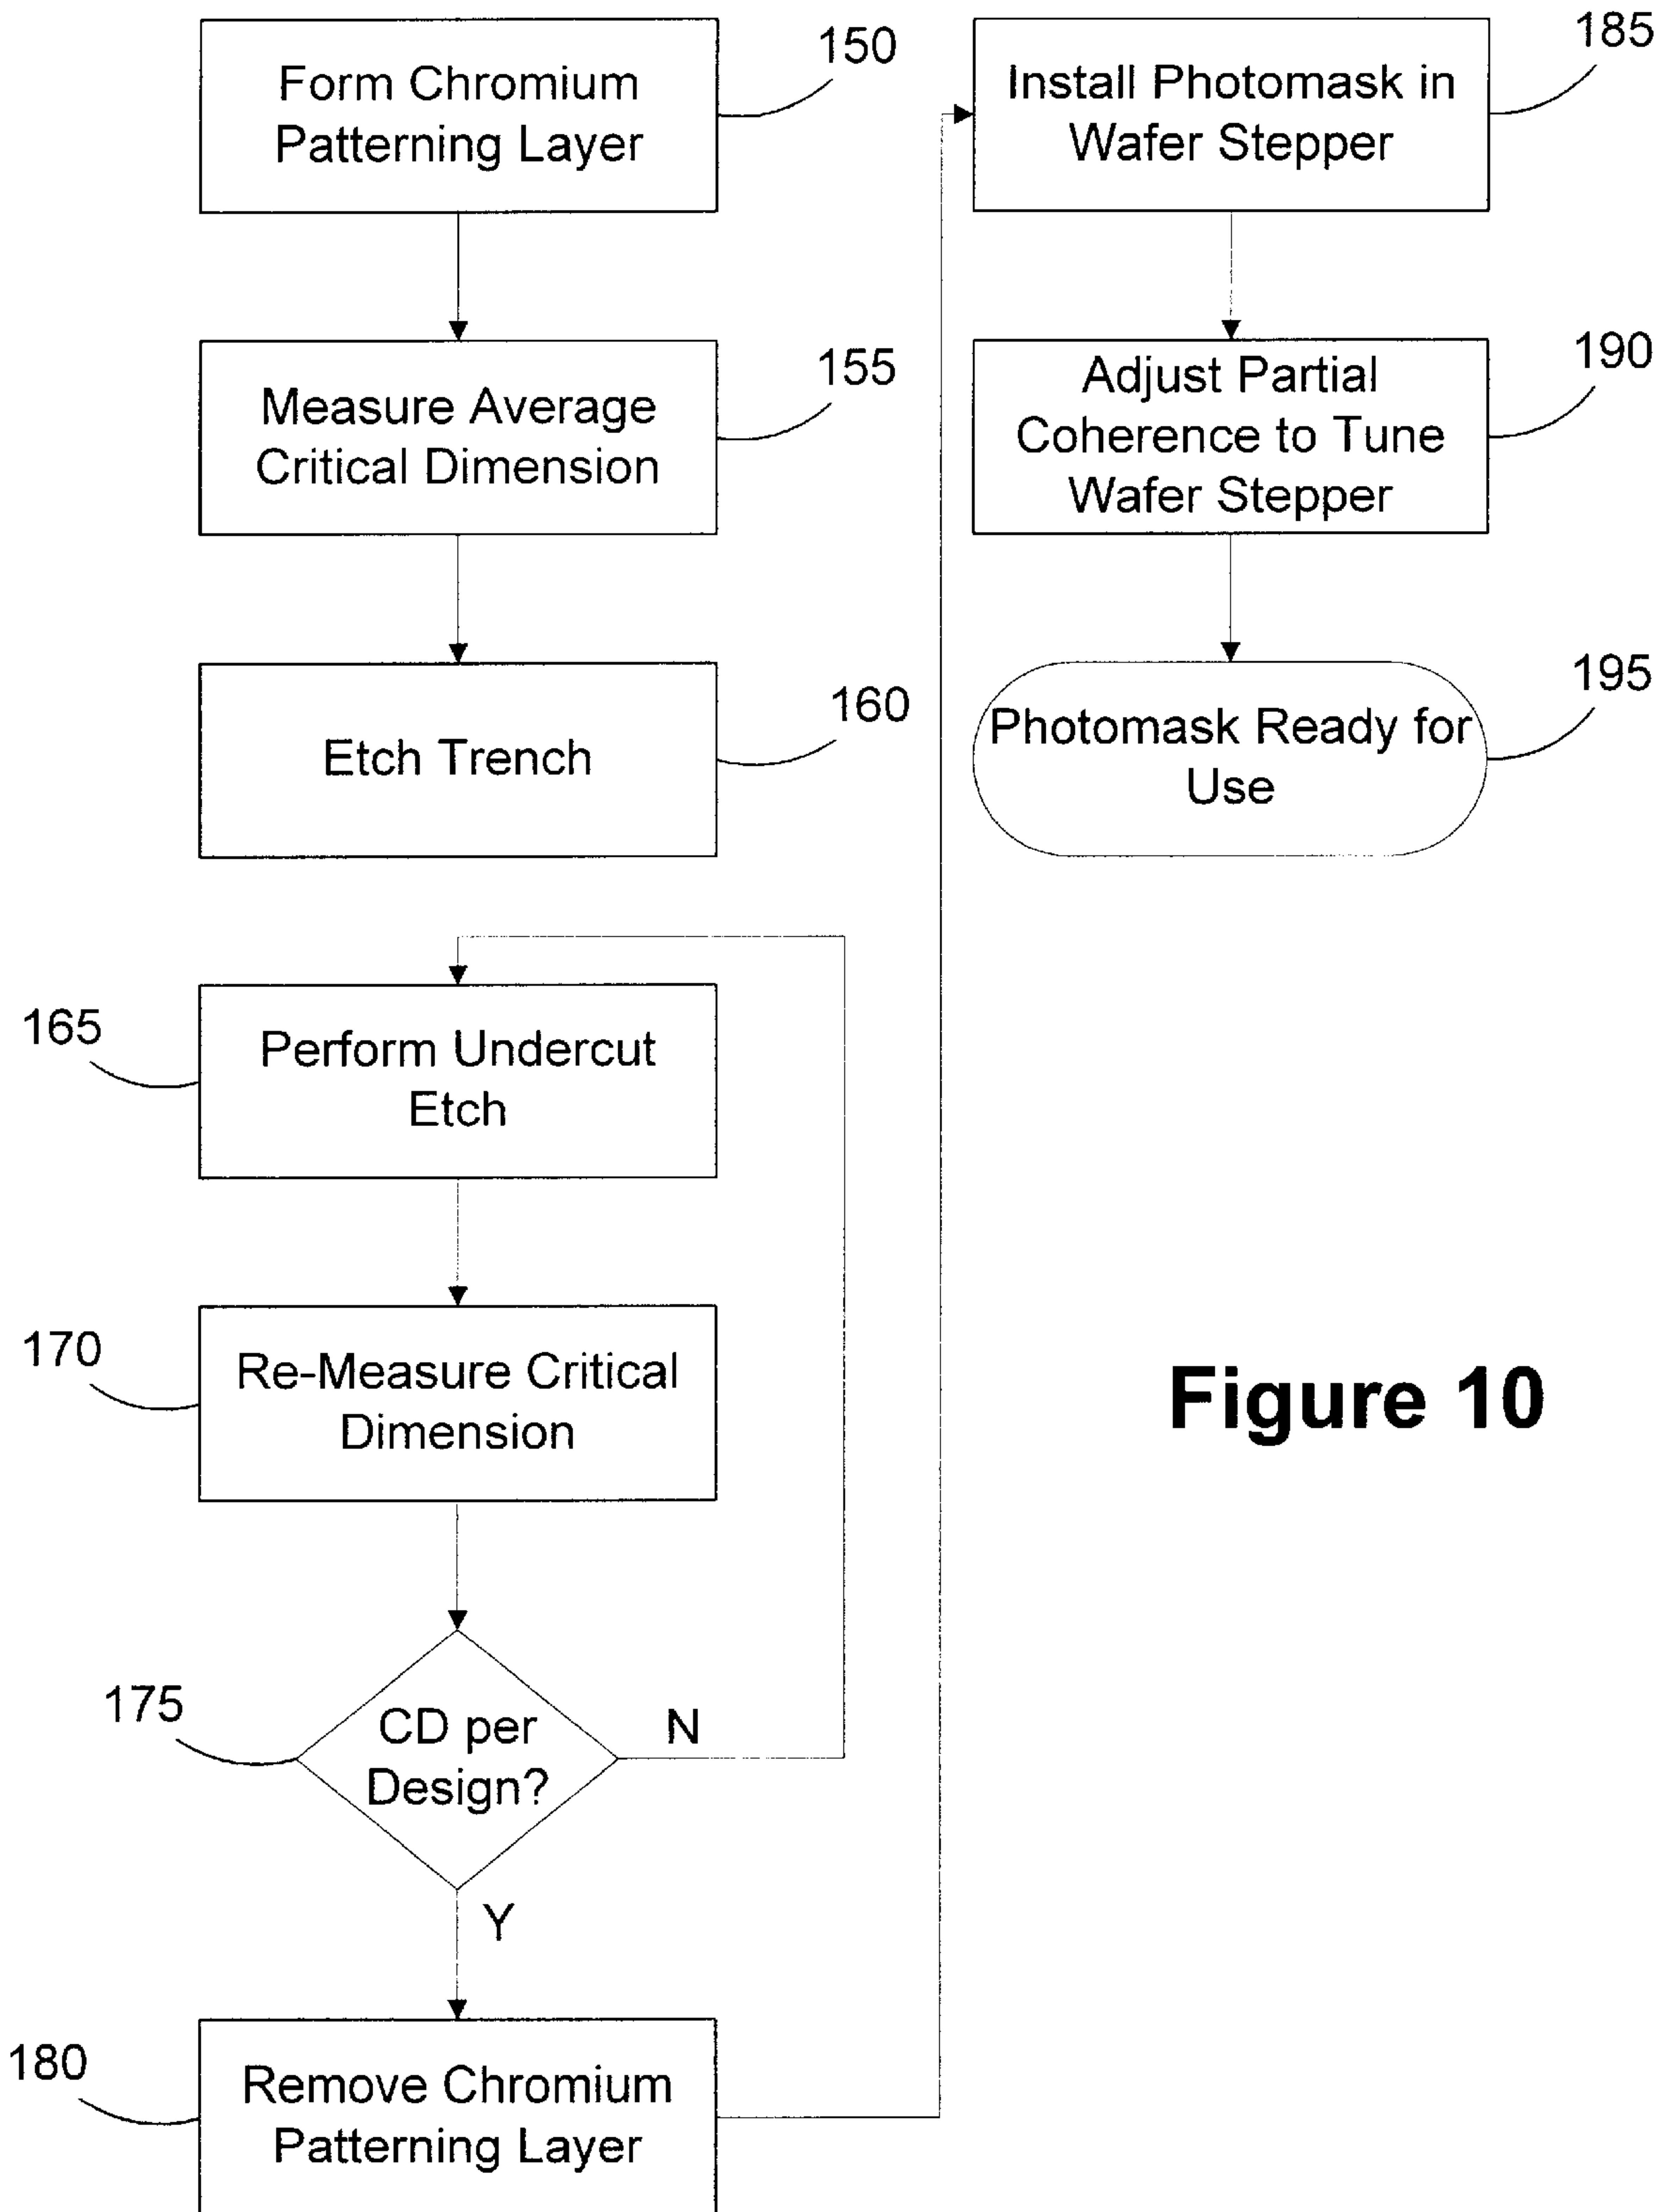 150
Form Chromium
Patterning Layer
155
Measure Average
Critical Dimension
160
Etch Trench
165
Perform Undercut
Etch
170
Re-Measure Critical
Dimension
175
CD per
Design?
N
Y
180
Remove Chromium
Patterning Layer
185
Install Photomask in
Wafer Stepper
190
Adjust Partial
Coherence to Tune
Wafer Stepper
195
Photomask Ready for
Use
Figure 10